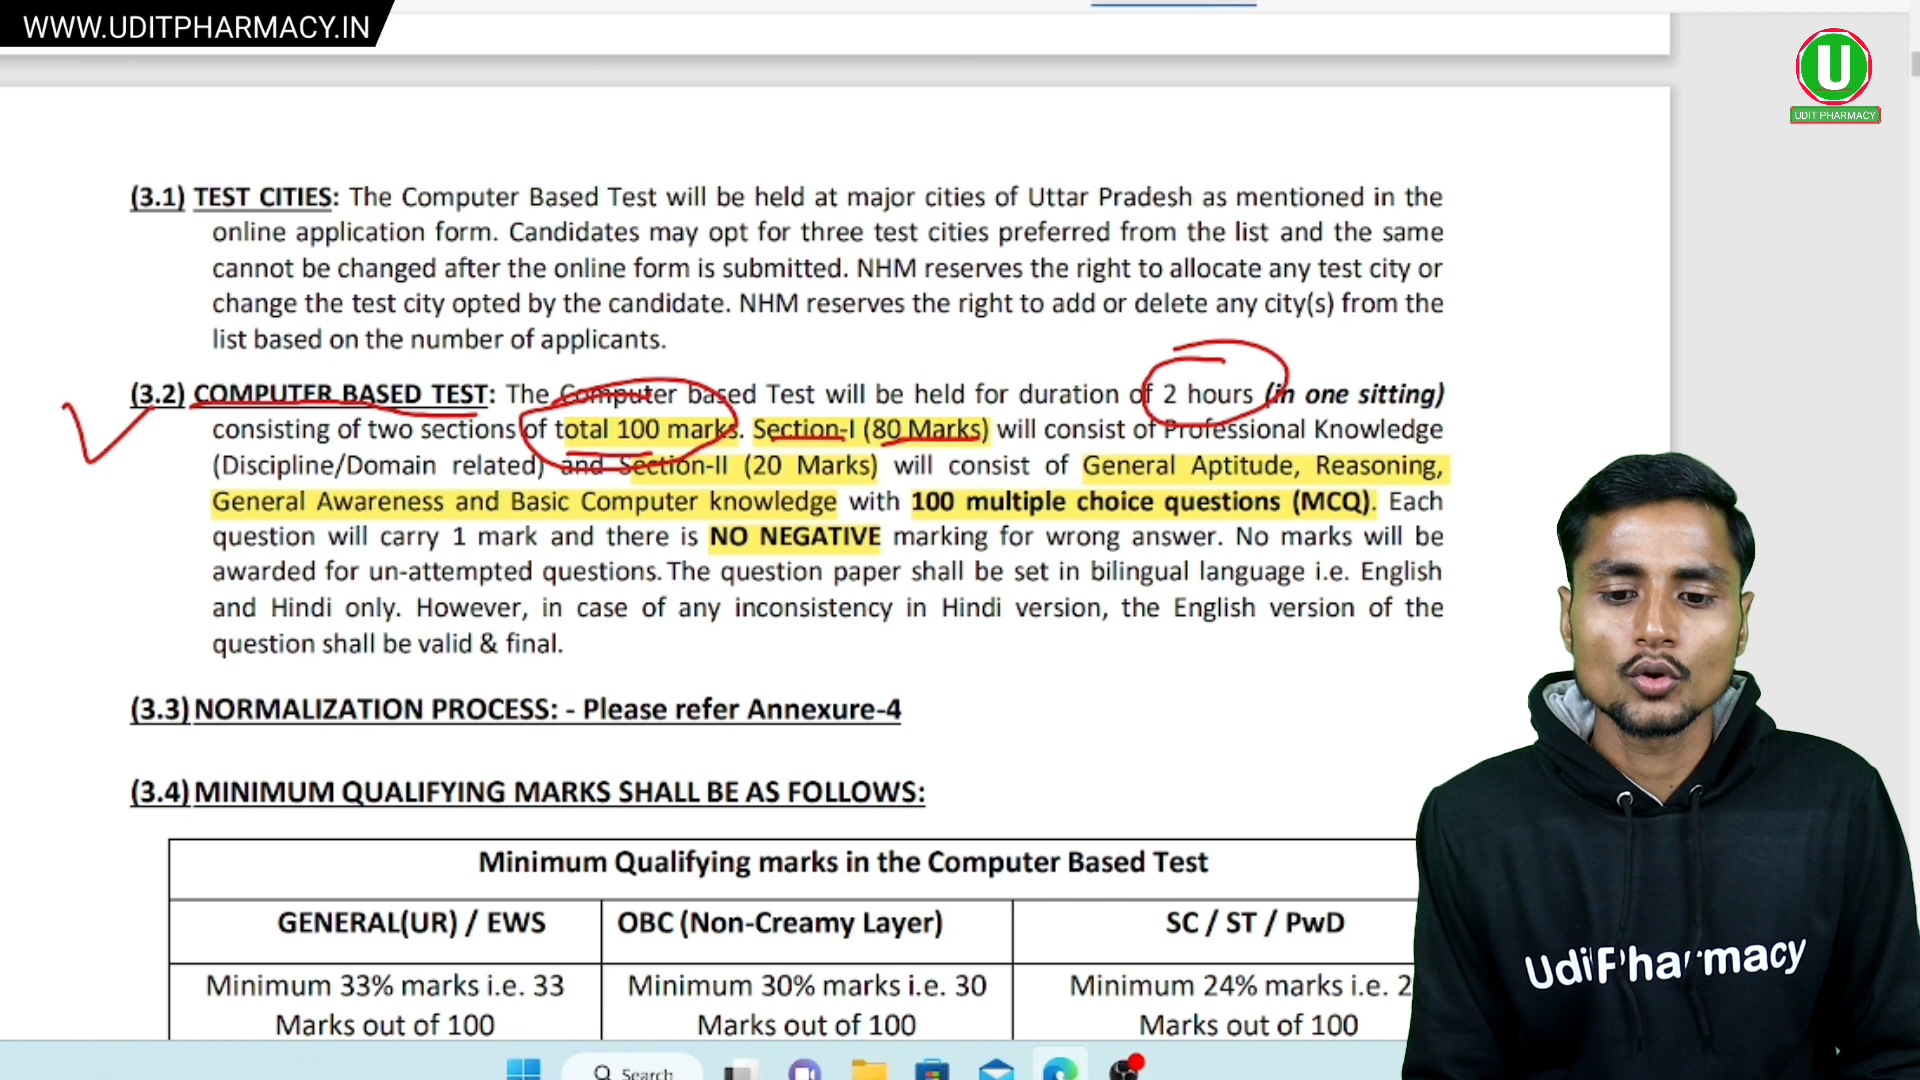 WWW.UDITPHARMACY.IN
U
UDIT PHARMACY
(3.1) TEST CITIES: The Computer Based Test will be held at major cities of Uttar Pradesh as mentioned in the
online application form. Candidates may opt for three test cities preferred from the list and the same
cannot be changed after the online form is submitted. NHM reserves the right to allocate any test city or
change the test city opted by the candidate. NHM reserves the right to add or delete any city(s) from the
list based on the number of applicants.
(3.2) COMPUTER BASED TEST: The Computer based Test will be held for duration of 2 hours (in one sitting)
consisting of two sections of total 100 marks. Section-I (80 Marks) will consist of Professional Knowledge
(Discipline/Domain related) and Section-II (20 Marks) will consist of General Aptitude, Reasoning,
General Awareness and Basic Computer knowledge with 100 multiple choice questions (MCQ). Each
question will carry 1 mark and there is NO NEGATIVE marking for wrong answer. No marks will be
awarded for un-attempted questions. The question paper shall be set in bilingual language i.e. English
and Hindi only. However, in case of any inconsistency in Hindi version, the English version of the
question shall be valid & final.
(3.3) NORMALIZATION PROCESS: - Please refer Annexure-4
(3.4) MINIMUM QUALIFYING MARKS SHALL BE AS FOLLOWS:
Minimum Qualifying marks in the Computer Based Test
GENERAL(UR) / EWS OBC (Non-Creamy Layer) SC / ST / PwD
Minimum 33% marks i.e. 33 Minimum 30% marks i.e. 30 Minimum 24% marks i.e.
Marks out of 100 Marks out of 100 Marks out of 100
Udit Pharmacy
Search